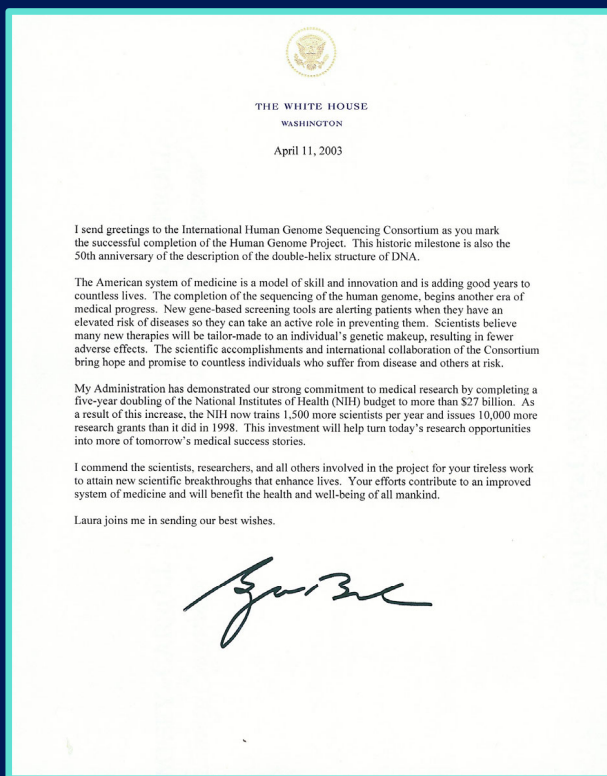 THE WHITE HOUSE
WASHINGTON
April 11, 2003
I send greetings to the International Human Genome Sequencing Consortium as you mark
the successful completion of the Human Genome Project.  This historic milestone is also the
50th anniversary of the description of the double-helix structure of DNA.
The American system of medicine is a model of skill and innovation and is adding good years to
countless lives.  The completion of the sequencing of the human genome, begins another era of
medical progress.  New gene-based screening tools are alerting patients when they have an
elevated risk of diseases so they can take an active role in preventing them.  Scientists believe
many new therapies will be tailor-made to an individual's genetic makeup, resulting in fewer
adverse effects.  The scientific accomplishments and international collaboration of the Consortium
bring hope and promise to countless individuals who suffer from disease and others at risk.
My Administration has demonstrated our strong commitment to medical research by completing a
five-year doubling of the National Institutes of Health (NIH) budget to more than $27 billion.  As
a result of this increase, the NIH now trains 1,500 more scientists per year and issues 10,000 more
research grants than it did in 1998.  This investment will help turn today's research opportunities
into more of tomorrow's medical success stories.
I commend the scientists, researchers, and all others involved in the project for your tireless work
to attain new scientific breakthroughs that enhance lives.  Your efforts contribute to an improved
system of medicine and will benefit the health and well-being of all mankind.
Laura joins me in sending our best wishes.